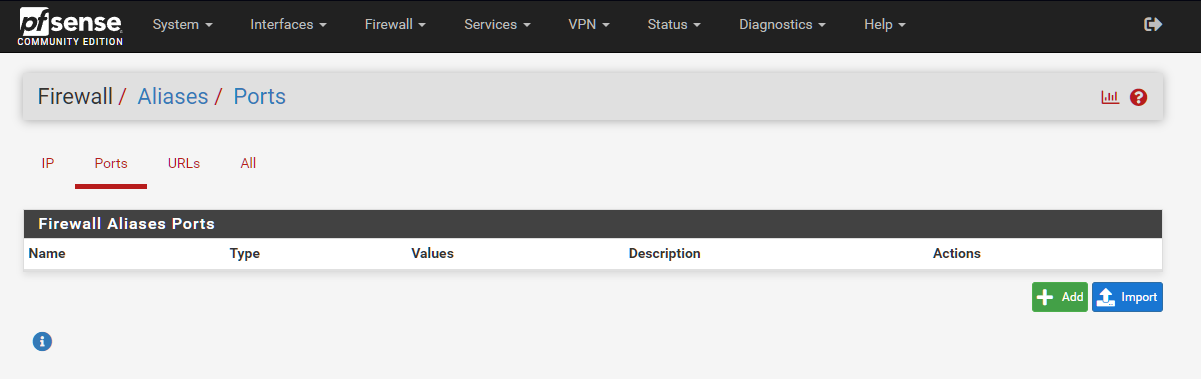 pfsense System Interfaces Firewall Services VPN Status Diagnostics Help
COMMUNITY EDITION
Firewall / Aliases / Ports
IP Ports URLs All
Firewall Aliases Ports
Name Type Values Description Actions
Add Import